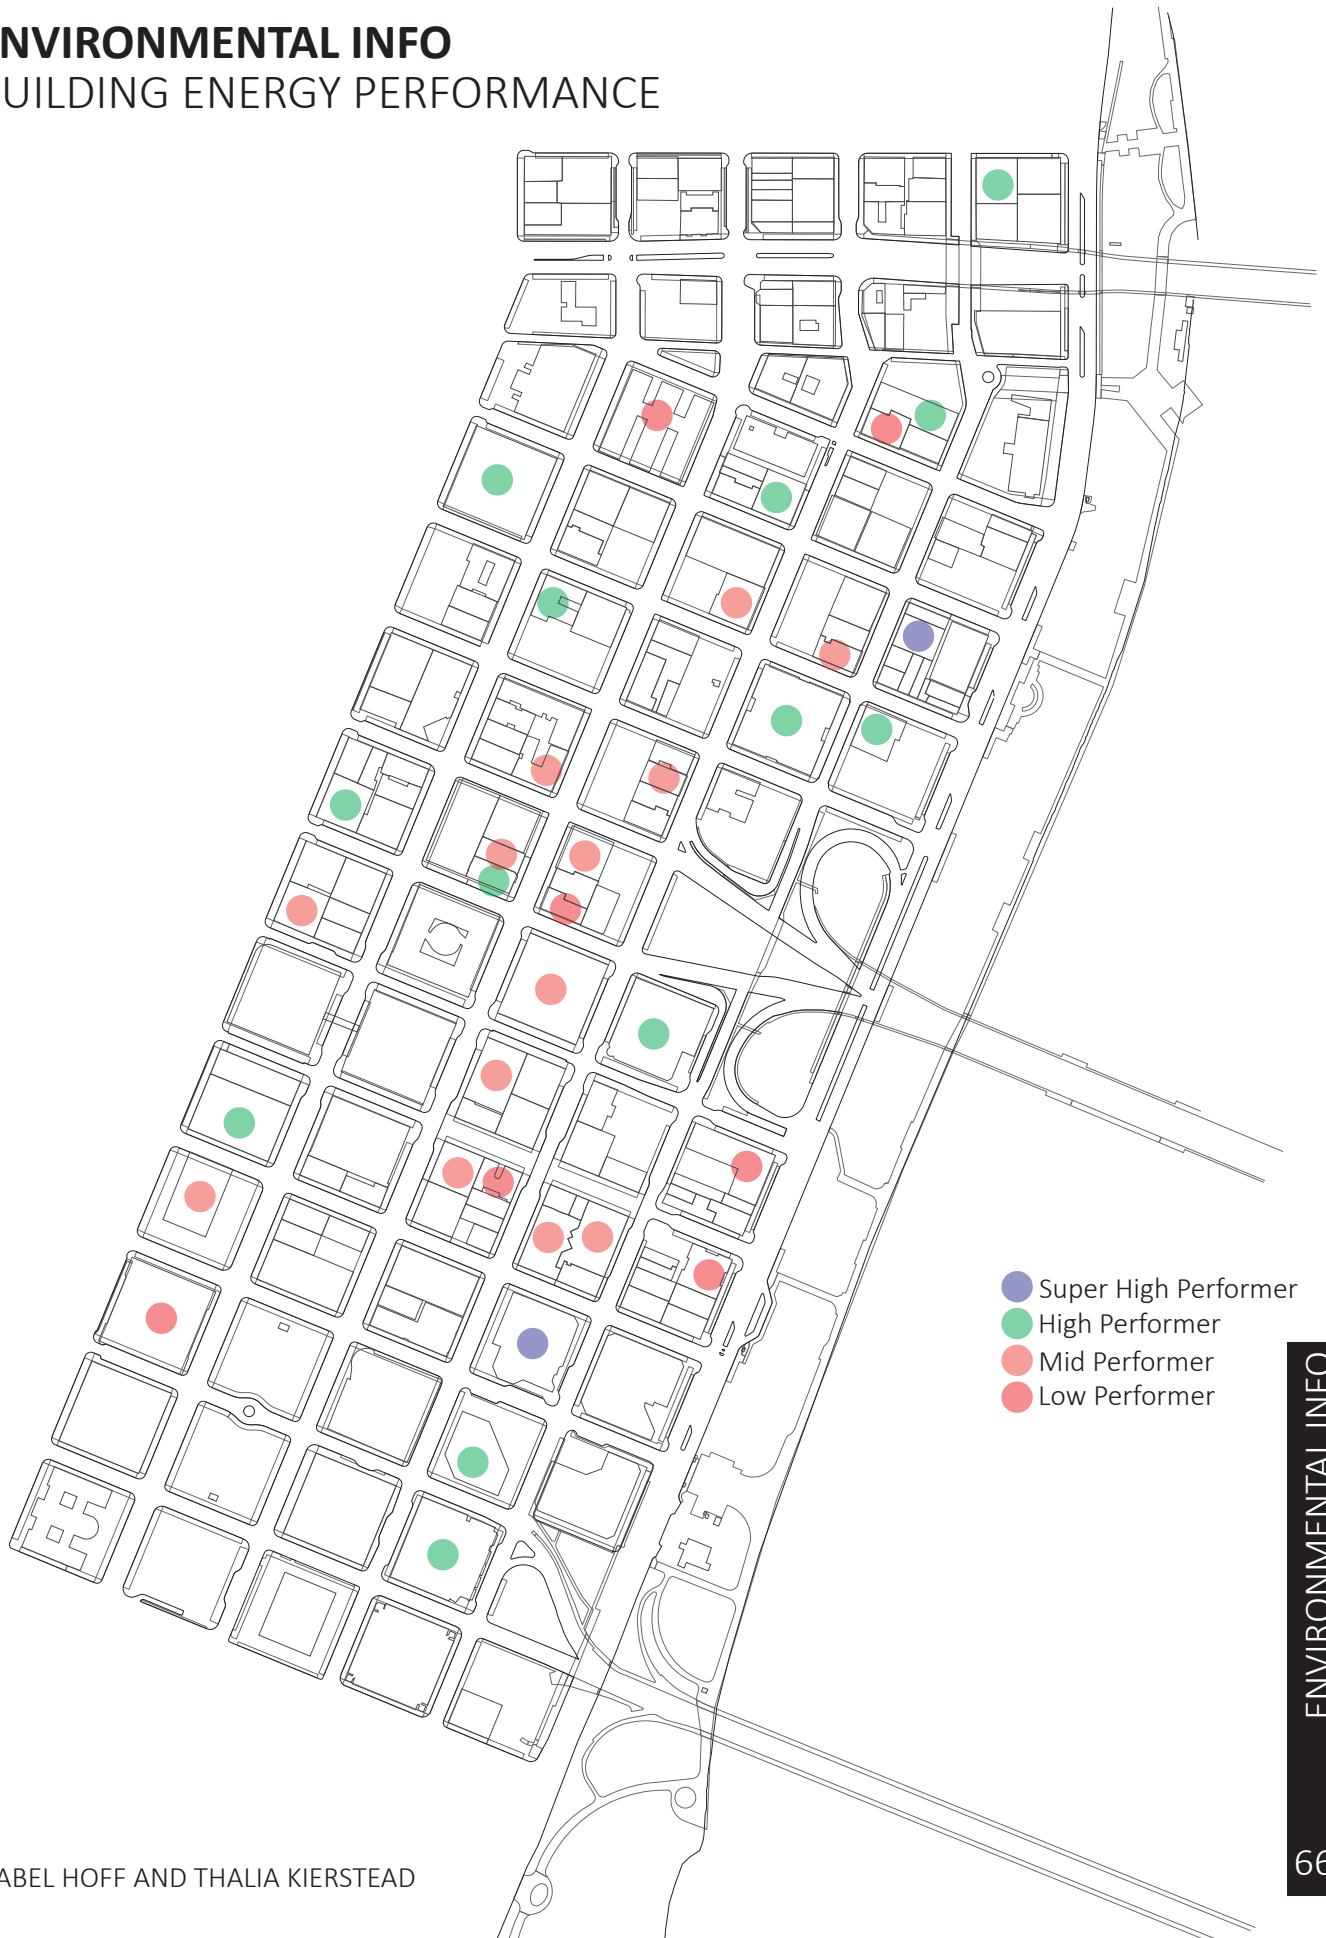 NVIRONMENTAL INFO
UILDING ENERGY PERFORMANCE
Super High Performer
High Performer
Mid Performer
Low Performer
ENVIRONMENTAL INFO
66
ABEL HOFF AND THALIA KIERSTEAD